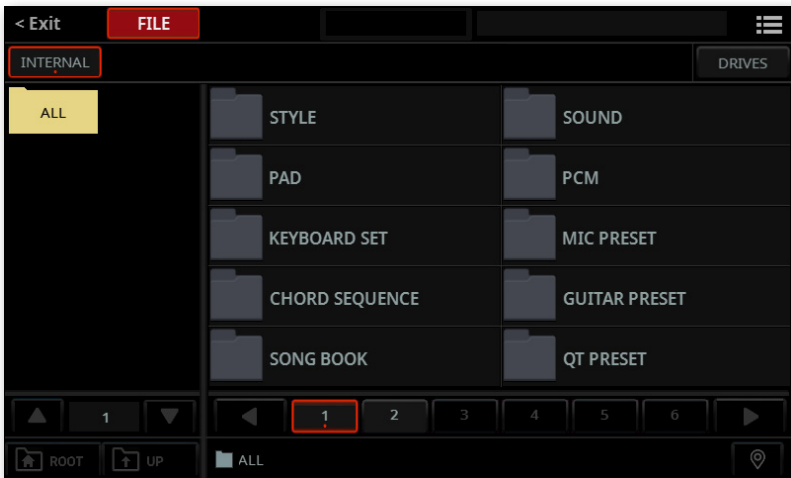 < Exit FILE
INTERNAL DRIVES
ALL
STYLE SOUND
PAD PCM
KEYBOARD SET MIC PRESET
CHORD SEQUENCE GUITAR PRESET
SONG BOOK QT PRESET
1 1 2 3 4 5 6
ROOT UP ALL